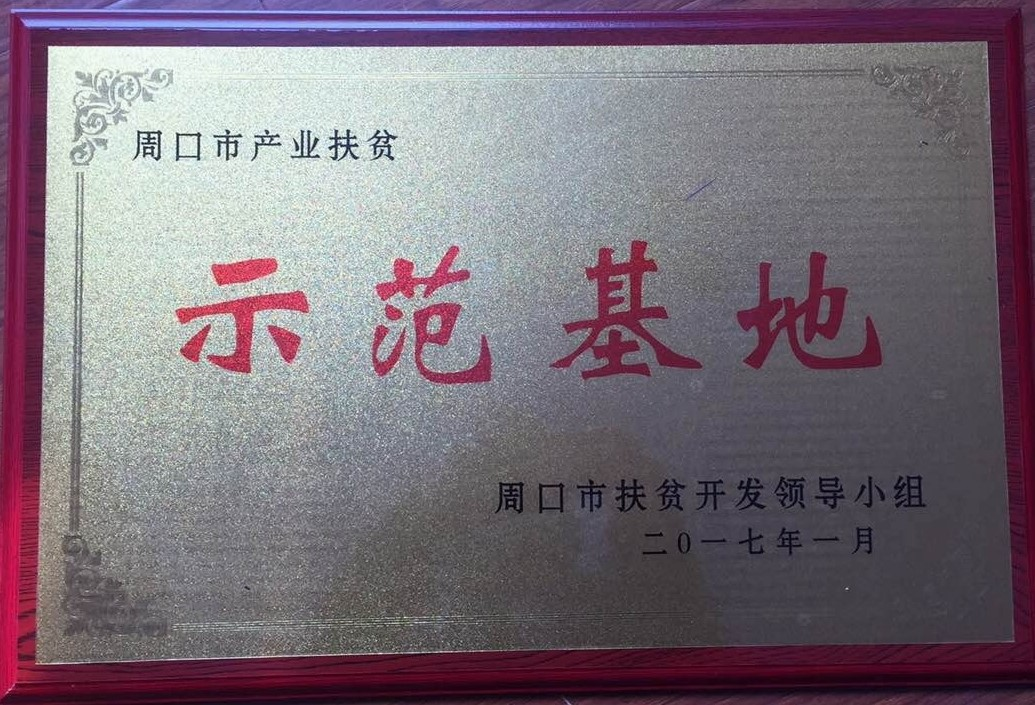 周口市产业扶贫
示范基地
周口市扶贫开发领导小组
二0一七年一月